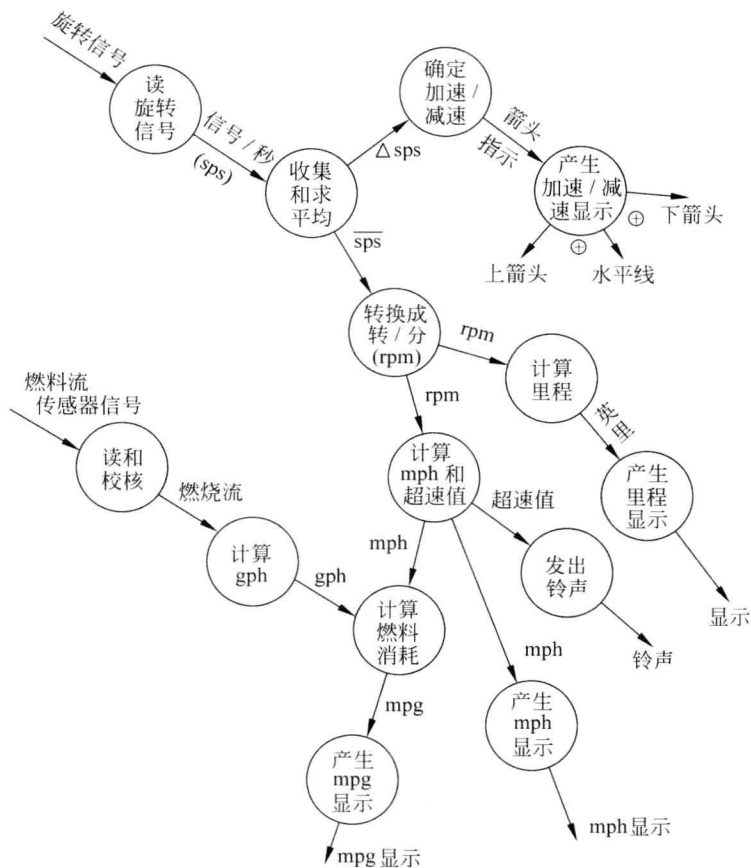 旋转信号
读
旋转
信号
信号/秒
(sps)
收集
和求
平均
△sps
确定
加速/
减速
箭头
指示
产生
加速/减
速显示
⊕
下箭头
⊕
上箭头
水平线
sps
转换成
转/分
(rpm)
rpm
计算
里程
英里
产生
里程
显示
显示
rpm
计算
mph 和
超速值
超速值
发出
铃声
铃声
燃料流
传感器信号
读和
校核
燃烧流
计算
gph
gph
mph
计算
燃料
消耗
mpg
产生
mpg
显示
mpg显示
mph
产生
mph
显示
mph显示